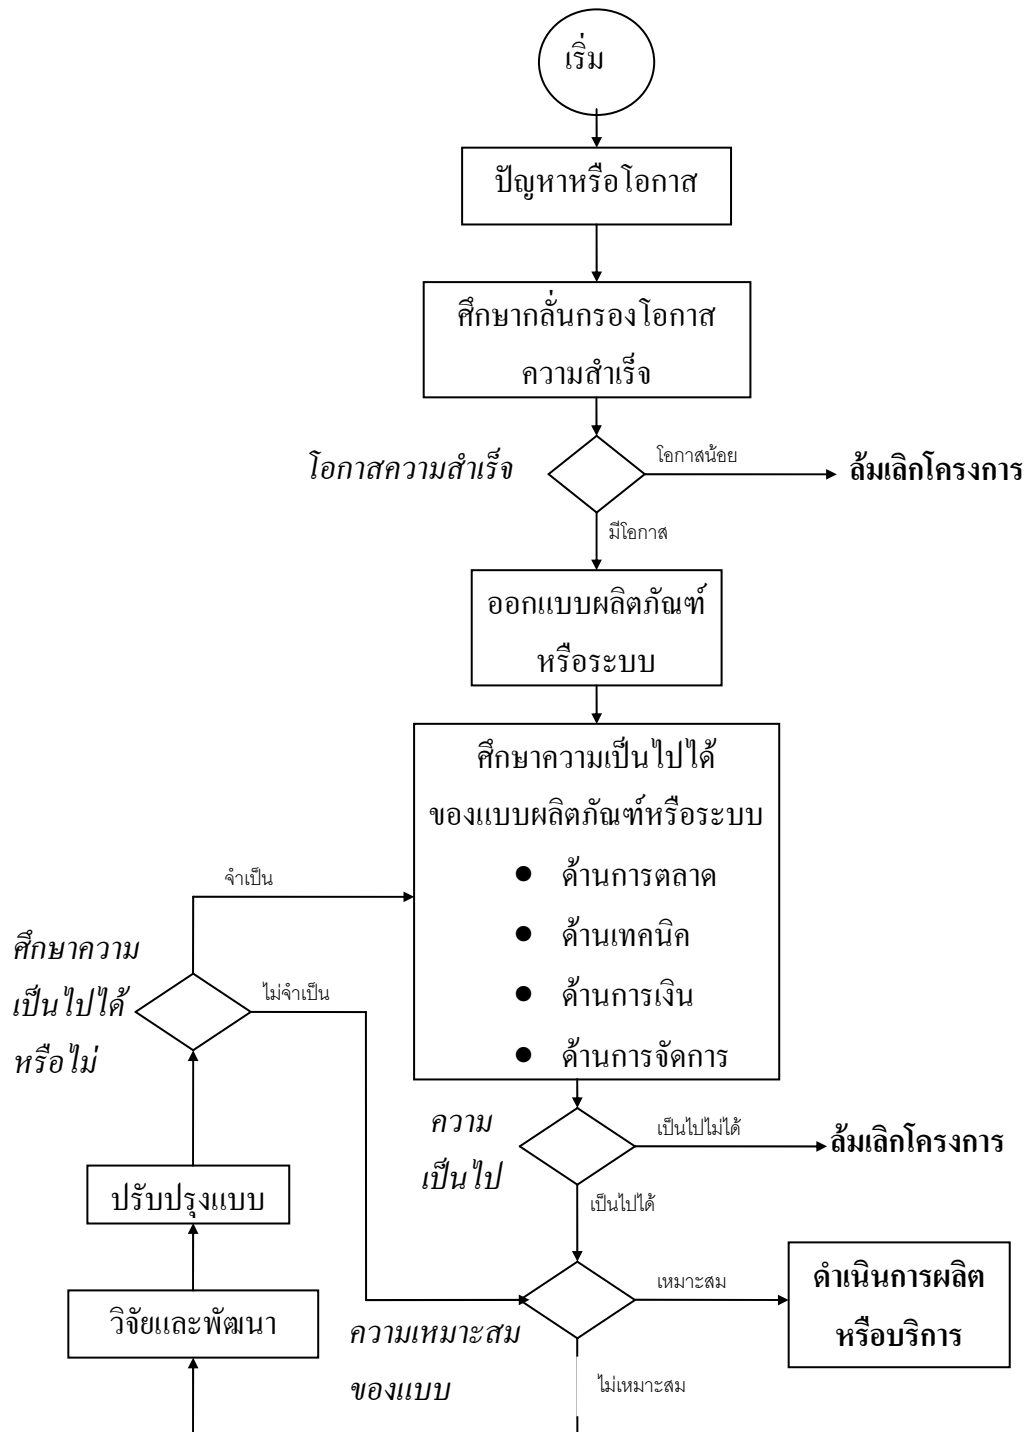 เริ่ม
ปัญหาหรือโอกาส
ศึกษากลั่นกรองโอกาส
ความสำเร็จ
โอกาสความสำเร็จ
โอกาสน้อย
ล้มเลิกโครงการ
มีโอกาส
ออกแบบผลิตภัณฑ์
หรือระบบ
ศึกษาความเป็นไปได้
ของแบบผลิตภัณฑ์หรือระบบ
● ด้านการตลาด
● ด้านเทคนิค
● ด้านการเงิน
● ด้านการจัดการ
จำเป็น
ศึกษาความ
เป็นไปได้
หรือไม่
ไม่จำเป็น
ความ
เป็นไป
เป็นไปไม่ได้
ล้มเลิกโครงการ
เป็นไปได้
ปรับปรุงแบบ
วิจัยและพัฒนา
ความเหมาะสม
ของแบบ
เหมาะสม
ดำเนินการผลิต
หรือบริการ
ไม่เหมาะสม